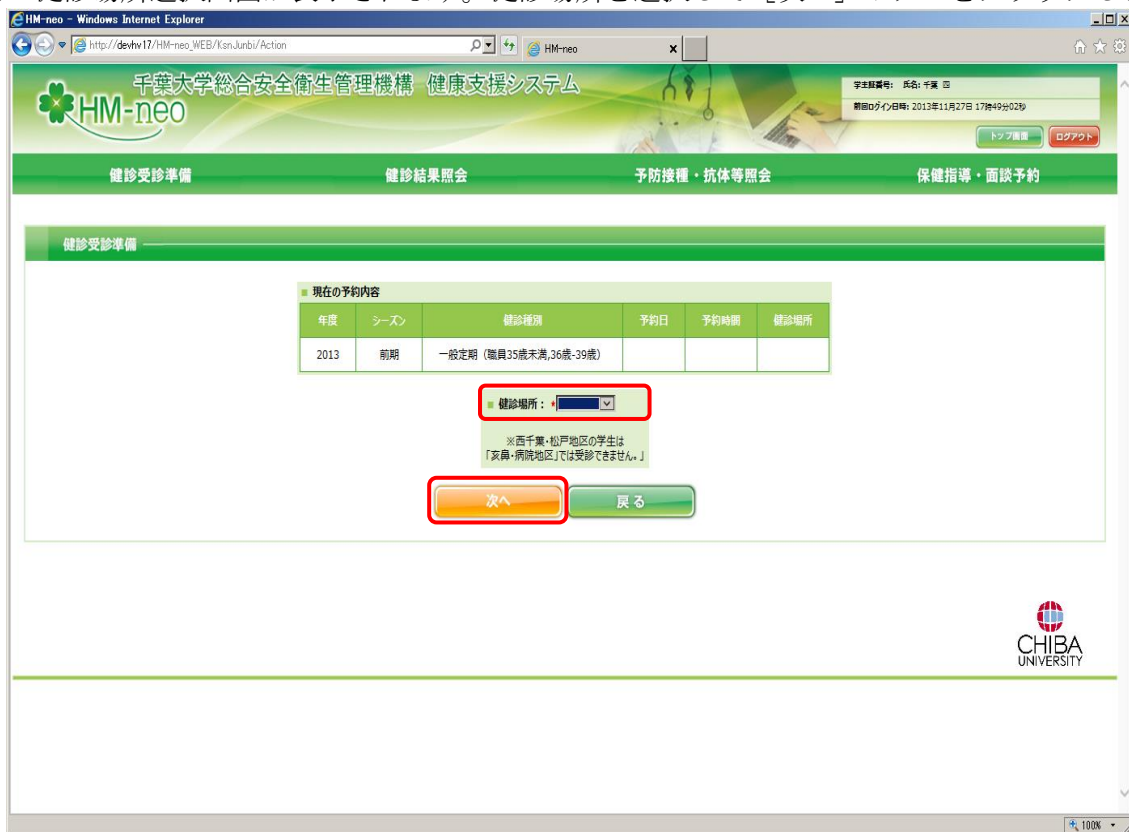 HM-neo - Windows Internet Explorer
http://devhv17/HM-neo_WEB/KsnJunbi/Action
HM-neo
千葉大学総合安全衛生管理機構 健康支援システム
HM-neo
学生証番号: 氏名: 千葉 四
前回ログイン日時: 2013年11月27日 17時49分02秒
トップ画面
ログアウト
健診受診準備
健診結果照会
予防接種・抗体等照会
保健指導・面談予約
健診受診準備
現在の予約内容
年度 シーズン 健診種別 予約日 予約時間 健診場所
2013 前期 一般定期(職員35歳未満,36歳-39歳)
健診場所:*
※西千葉・松戸地区の学生は
「亥鼻・病院地区」では受診できません。」
次へ
戻る
CHIBA
UNIVERSITY
100%